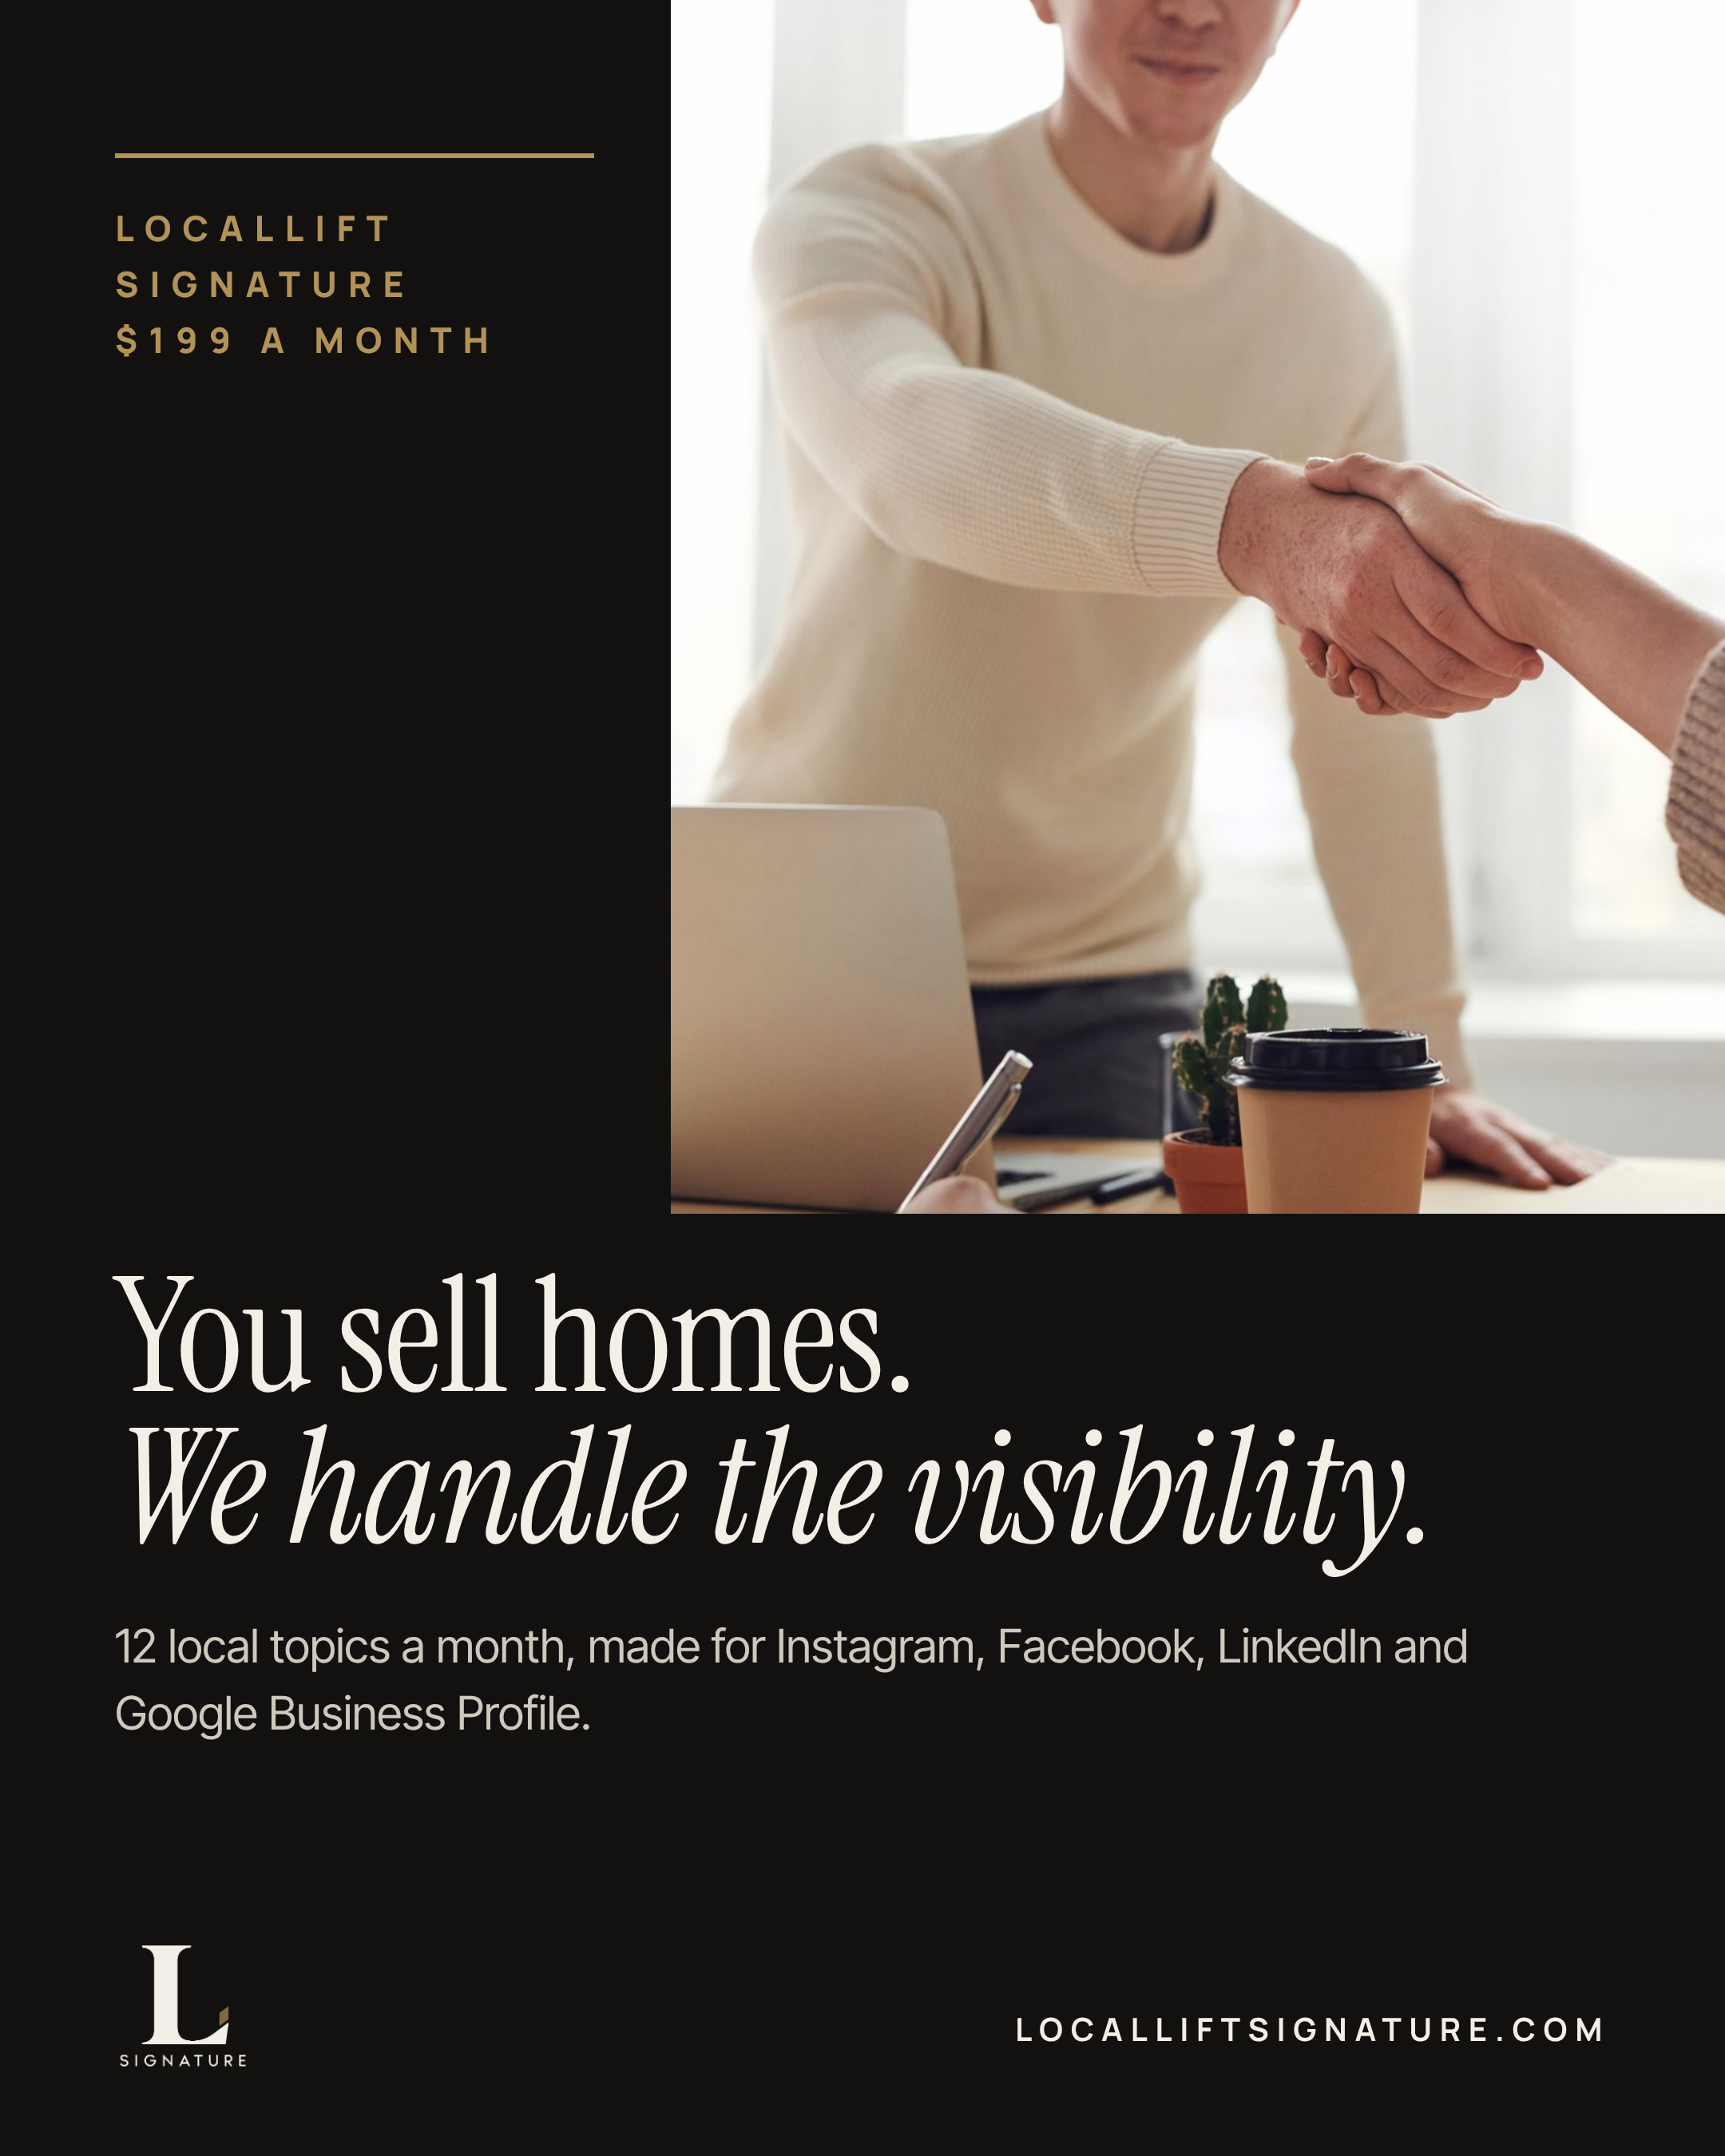 LOCALLIFT
SIGNATURE
$199 A MONTH
You sell homes.
We handle the visibility.
12 local topics a month, made for Instagram, Facebook, LinkedIn and
Google Business Profile.
L
SIGNATURE
LOCALLIFTSIGNATURE.COM